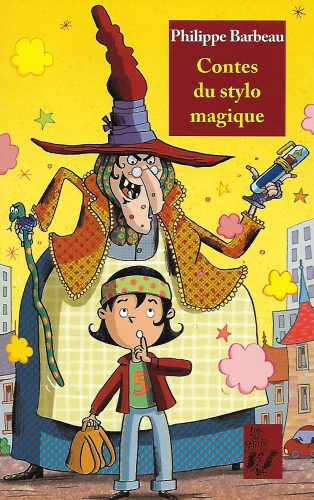 Philippe Barbeau
Contes
du stylo
magique
5